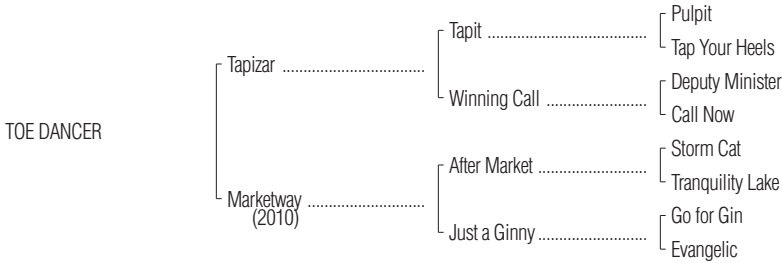 Pulpit
Tapit ........................................
Tap Your Heels
Tapizar ....................................
Deputy Minister
Winning Call .........................
Call Now
TOE DANCER
Storm Cat
After Market ...........................
Tranquility Lake
Marketway ..............................
(2010)
Go for Gin
Just a Ginny ...........................
Evangelic